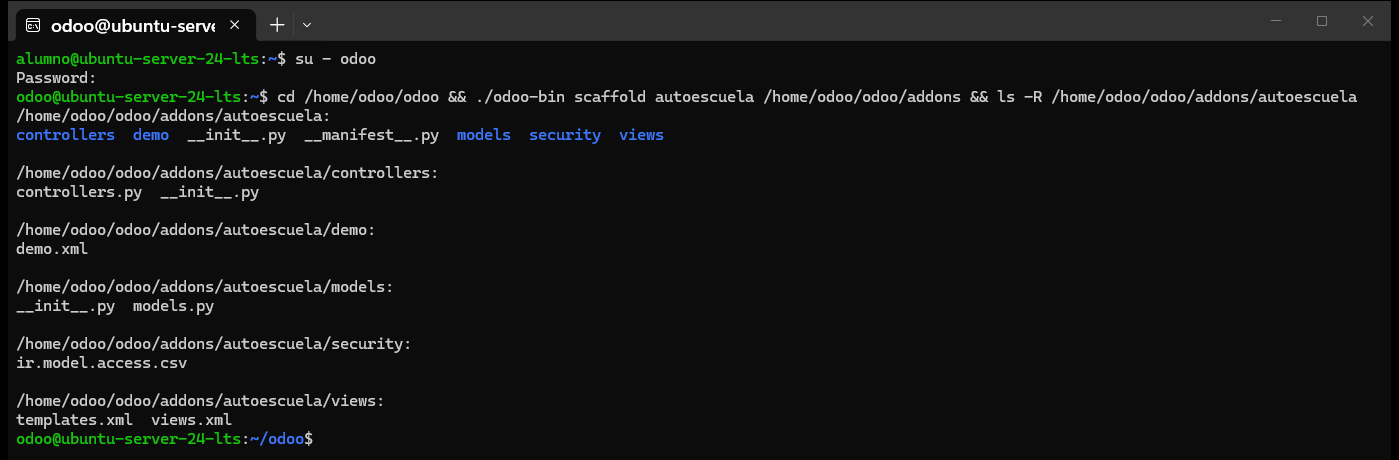 odoo@ubuntu-serve
alumno@ubuntu-server-24-lts:~$ su - odoo
Password:
odoo@ubuntu-server-24-lts:~$ cd /home/odoo/odoo && ./odoo-bin scaffold autoescuela /home/odoo/odoo/addons && ls -R /home/odoo/odoo/addons/autoescuela
/home/odoo/odoo/addons/autoescuela:
controllers  demo  __init__.py  __manifest__.py  models  security  views

/home/odoo/odoo/addons/autoescuela/controllers:
controllers.py  __init__.py

/home/odoo/odoo/addons/autoescuela/demo:
demo.xml

/home/odoo/odoo/addons/autoescuela/models:
__init__.py  models.py

/home/odoo/odoo/addons/autoescuela/security:
ir.model.access.csv

/home/odoo/odoo/addons/autoescuela/views:
templates.xml  views.xml
odoo@ubuntu-server-24-lts:~/odoo$